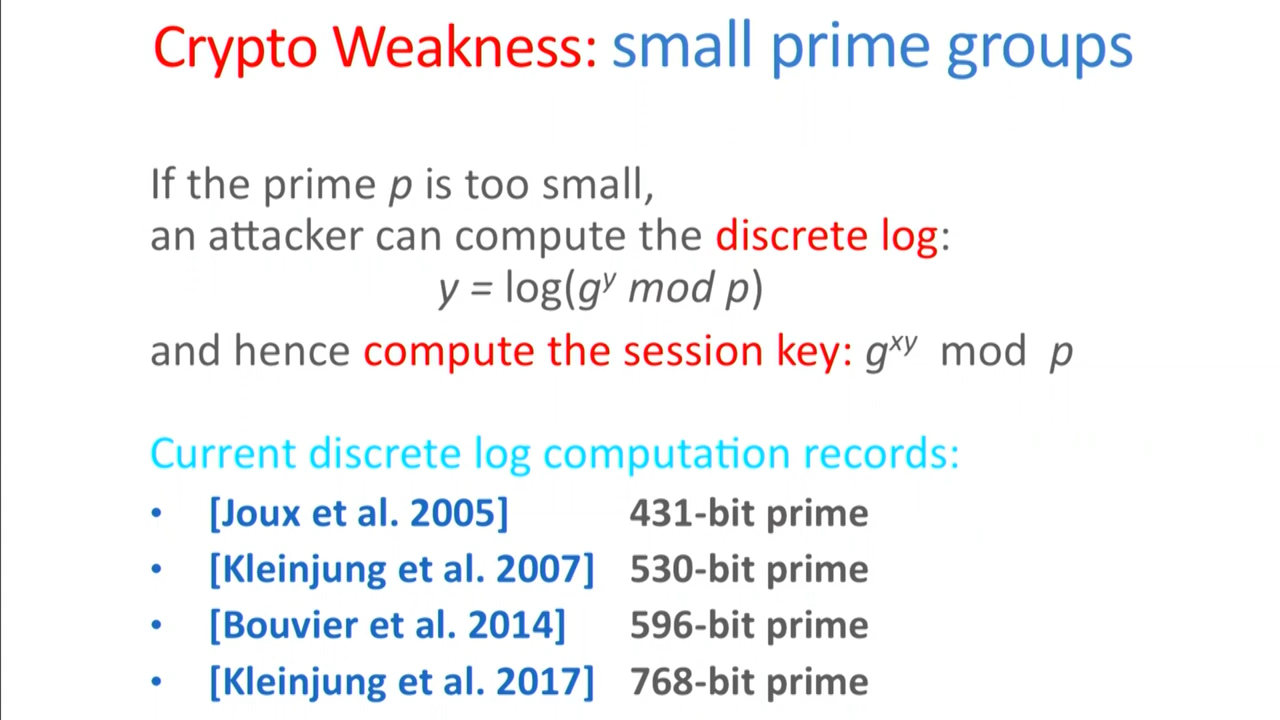 Crypto Weakness: small prime groups
If the prime p is too small,
an attacker can compute the discrete log:
y = log(gʸ mod p)
and hence compute the session key: gˣʸ mod p
Current discrete log computation records:
• [Joux et al. 2005] 431-bit prime
• [Kleinjung et al. 2007] 530-bit prime
• [Bouvier et al. 2014] 596-bit prime
• [Kleinjung et al. 2017] 768-bit prime